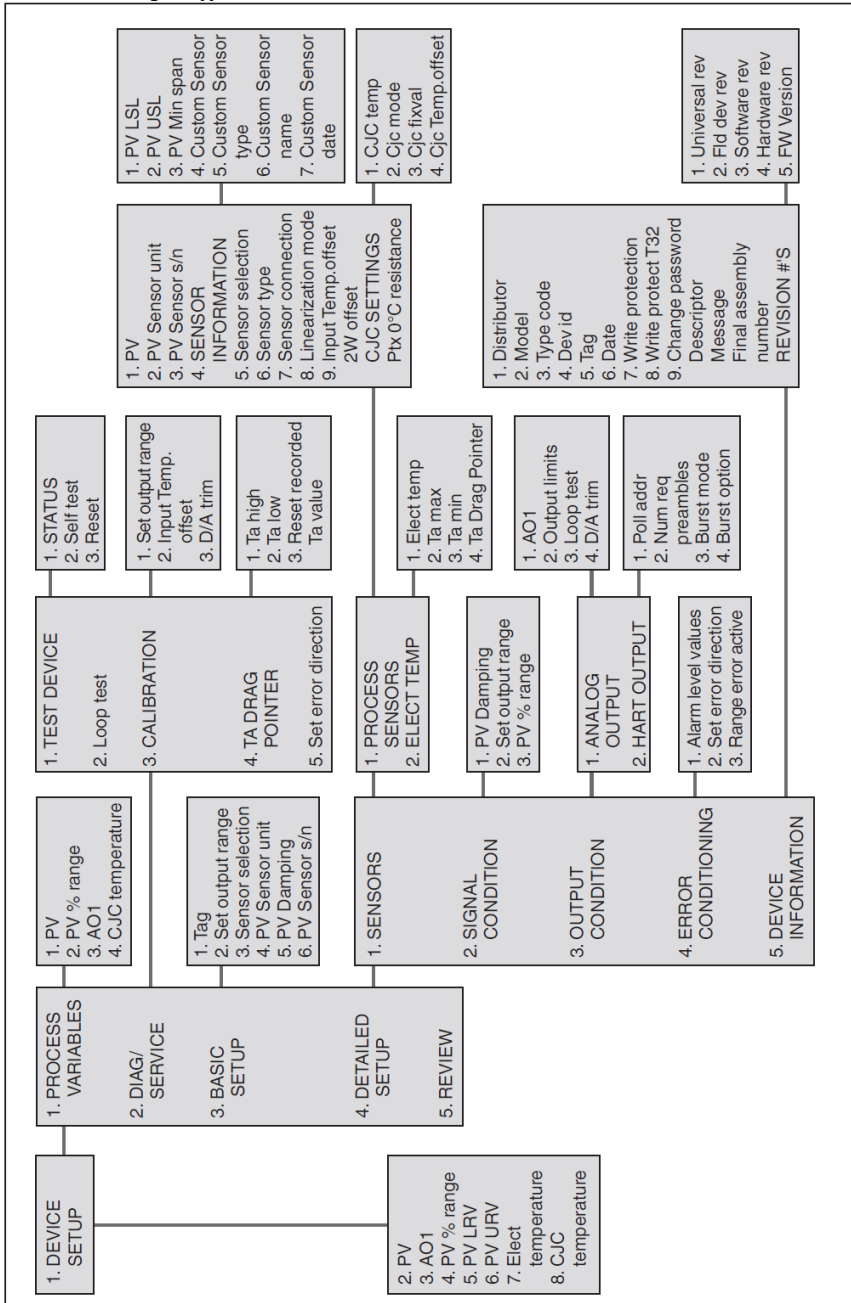 1. DEVICE
SETUP
2. PV
3. AO1
4. PV % range
5. PV LRV
6. PV URV
7. Elect
temperature
8. CJC
temperature
1. PROCESS
VARIABLES
2. DIAG/
SERVICE
3. BASIC
SETUP
4. DETAILED
SETUP
5. REVIEW
1. PV
2. PV % range
3. AO1
4. CJC temperature
1. Tag
2. Set output range
3. Sensor selection
4. PV Sensor unit
5. PV Damping
6. PV Sensor s/n
1. TEST DEVICE
2. Loop test
3. CALIBRATION
4. TA DRAG
POINTER
5. Set error direction
1. STATUS
2. Self test
3. Reset
1. Set output range
2. Input Temp.
offset
3. D/A trim
1. Ta high
2. Ta low
3. Reset recorded
Ta value
1. SENSORS
2. SIGNAL
CONDITION
3. OUTPUT
CONDITION
4. ERROR
CONDITIONING
5. DEVICE
INFORMATION
1. PROCESS
SENSORS
2. ELECT TEMP
1. PV Damping
2. Set output range
3. PV % range
1. ANALOG
OUTPUT
2. HART OUTPUT
1. Alarm level values
2. Set error direction
3. Range error active
1. Elect temp
2. Ta max
3. Ta min
4. Ta Drag Pointer
1. AO1
2. Output limits
3. Loop test
4. D/A trim
1. Poll addr
2. Num req
preambles
3. Burst mode
4. Burst option
1. PV
2. PV Sensor unit
3. PV Sensor s/n
4. SENSOR
INFORMATION
5. Sensor selection
6. Sensor type
7. Sensor connection
8. Linearization mode
9. Input Temp.offset
2W offset
CJC SETTINGS
Ptx 0°C resistance
1. PV LSL
2. PV USL
3. PV Min span
4. Custom Sensor
5. Custom Sensor
type
6. Custom Sensor
name
7. Custom Sensor
date
1. CJC temp
2. Cjc mode
3. Cjc fixval
4. Cjc Temp.offset
1. Distributor
2. Model
3. Type code
4. Dev id
5. Tag
6. Date
7. Write protection
8. Write protect T32
9. Change password
Descriptor
Message
Final assembly
number
REVISION #'S
1. Universal rev
2. Fld dev rev
3. Software rev
4. Hardware rev
5. FW Version